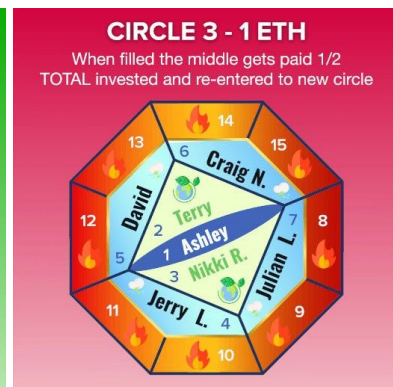 CIRCLE 3 - 1 ETH
When filled the middle gets paid 1/2
TOTAL invested and re-entered to new circle
14
13
15
6
Craig N.
David
Terry
12
2
7
8
1
Ashley
5
3
Nikki R.
Julian L.
Jerry L.
4
11
9
10